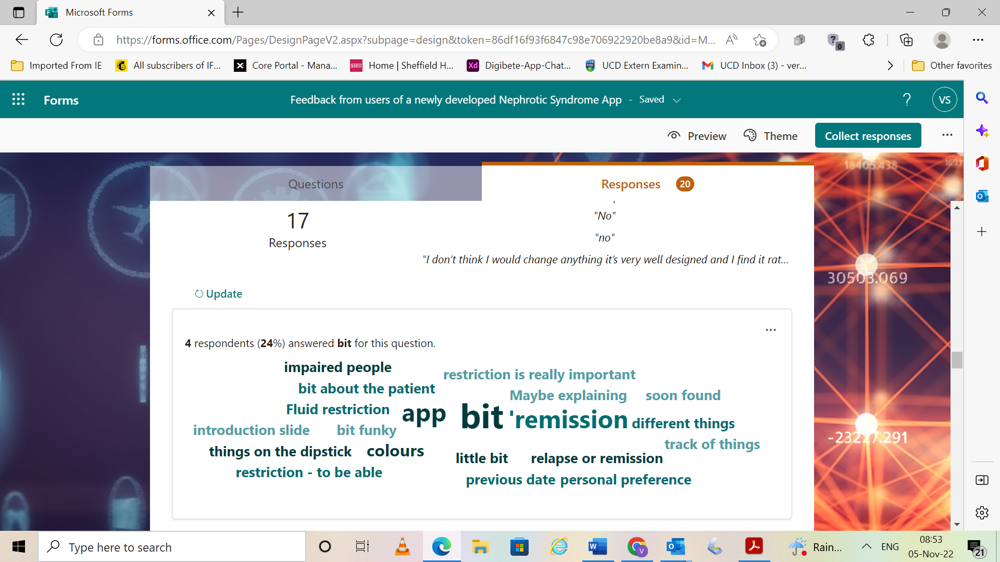 Microsoft Forms
https://forms.office.com/Pages/DesignPageV2.aspx?subpage=design&token=86df16f93f6847c98e706922920be8a9&id=M...
0
Imported From IE
All subscribers of IF...
Core Portal - Mana...
SHU
Home | Sheffield H...
Xd
Digibete-App-Chat...
UCD Extern Examin...
UCD Inbox (3) - ver...
Other favorites
Forms
Feedback from users of a newly developed Nephrotic Syndrome App - Saved
?
VS
Preview
Theme
Collect responses
Questions
Responses 20
18405.438
17
Responses
"No"
"no"
"I don't think I would change anything it's very well designed and I find it rat...
30503.069
Update
4 respondents (24%) answered bit for this question.
impaired people
restriction is really important
bit about the patient
Maybe explaining
soon found
Fluid restriction
app
bit
'remission
different things
introduction slide
bit funky
-23227.291
track of things
things on the dipstick
colours
little bit
relapse or remission
restriction - to be able
previous date
personal preference
Type here to search
Rain...
ENG
08:53
05-Nov-22
21